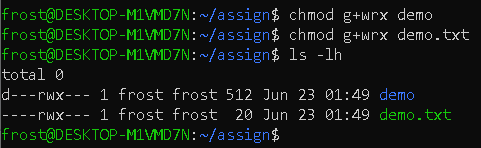 frost@DESKTOP-M1VMD7N:~/assign$ chmod g+wrx demo
frost@DESKTOP-M1VMD7N:~/assign$ chmod g+wrx demo.txt
frost@DESKTOP-M1VMD7N:~/assign$ ls -lh
total 0
d---rwx--- 1 frost frost 512 Jun 23 01:49 demo
----rwx--- 1 frost frost  20 Jun 23 01:49 demo.txt
frost@DESKTOP-M1VMD7N:~/assign$